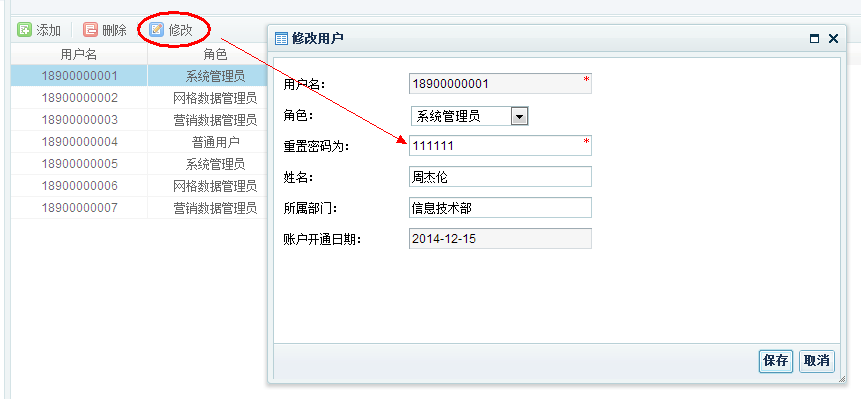 添加 删除 修改
用户名 角色
18900000001 系统管理员
18900000002 网格数据管理员
18900000003 营销数据管理员
18900000004 普通用户
18900000005 系统管理员
18900000006 网格数据管理员
18900000007 营销数据管理员
修改用户
用户名: 18900000001 *
角色: 系统管理员
重置密码为: 111111 *
姓名: 周杰伦
所属部门: 信息技术部
账户开通日期: 2014-12-15
保存 取消